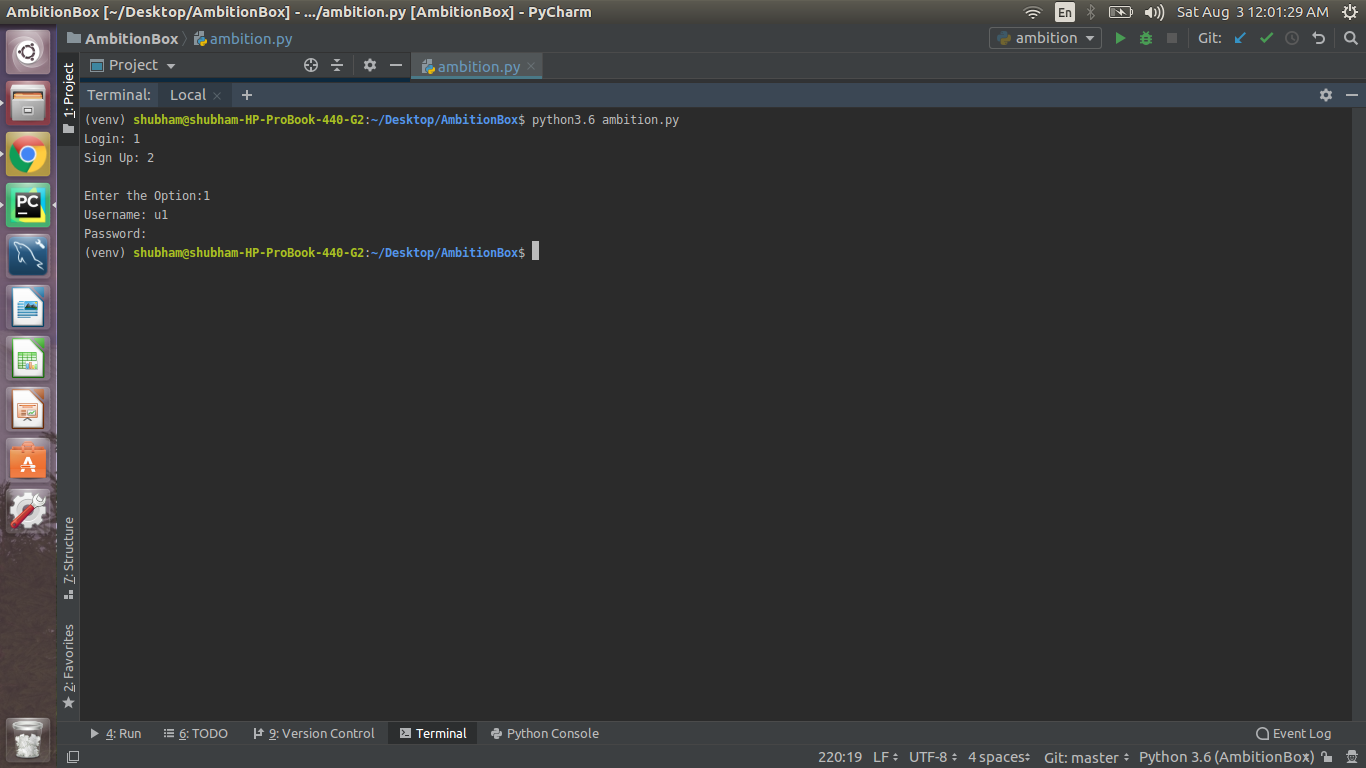 AmbitionBox [~/Desktop/AmbitionBox] - .../ambition.py [AmbitionBox] - PyCharm
En
Sat Aug 3 12:01:29 AM
AmbitionBox
ambition.py
ambition
Git:
1: Project
Project
ambition.py
Terminal:
Local
(venv) shubham@shubham-HP-ProBook-440-G2:~/Desktop/AmbitionBox$ python3.6 ambition.py
Login: 1
Sign Up: 2
Enter the Option:1
Username: u1
Password:
(venv) shubham@shubham-HP-ProBook-440-G2:~/Desktop/AmbitionBox$
PC
7: Structure
2: Favorites
4: Run
6: TODO
9: Version Control
Terminal
Python Console
Event Log
220:19
LF
UTF-8
4 spaces
Git: master
Python 3.6 (AmbitionBox)